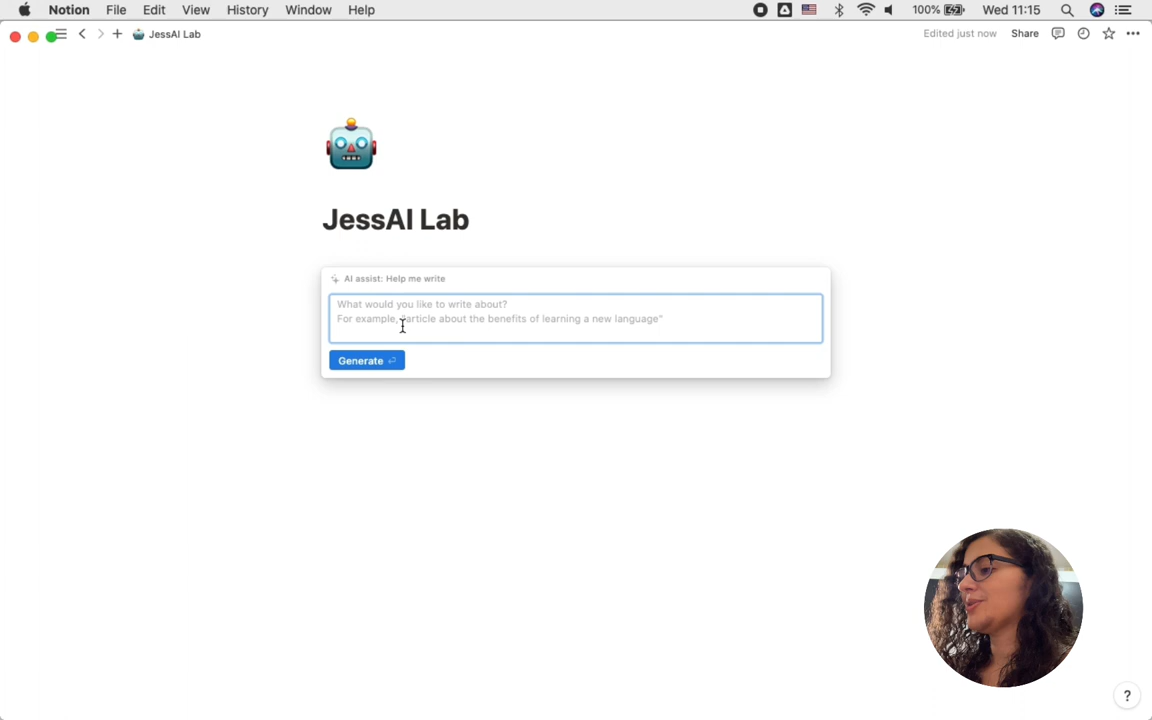 Notion File Edit View History Window Help 100% Wed 11:15
JessAI Lab Edited just now Share
JessAI Lab
AI assist: Help me write
What would you like to write about?
For example, "article about the benefits of learning a new language"
Generate
?